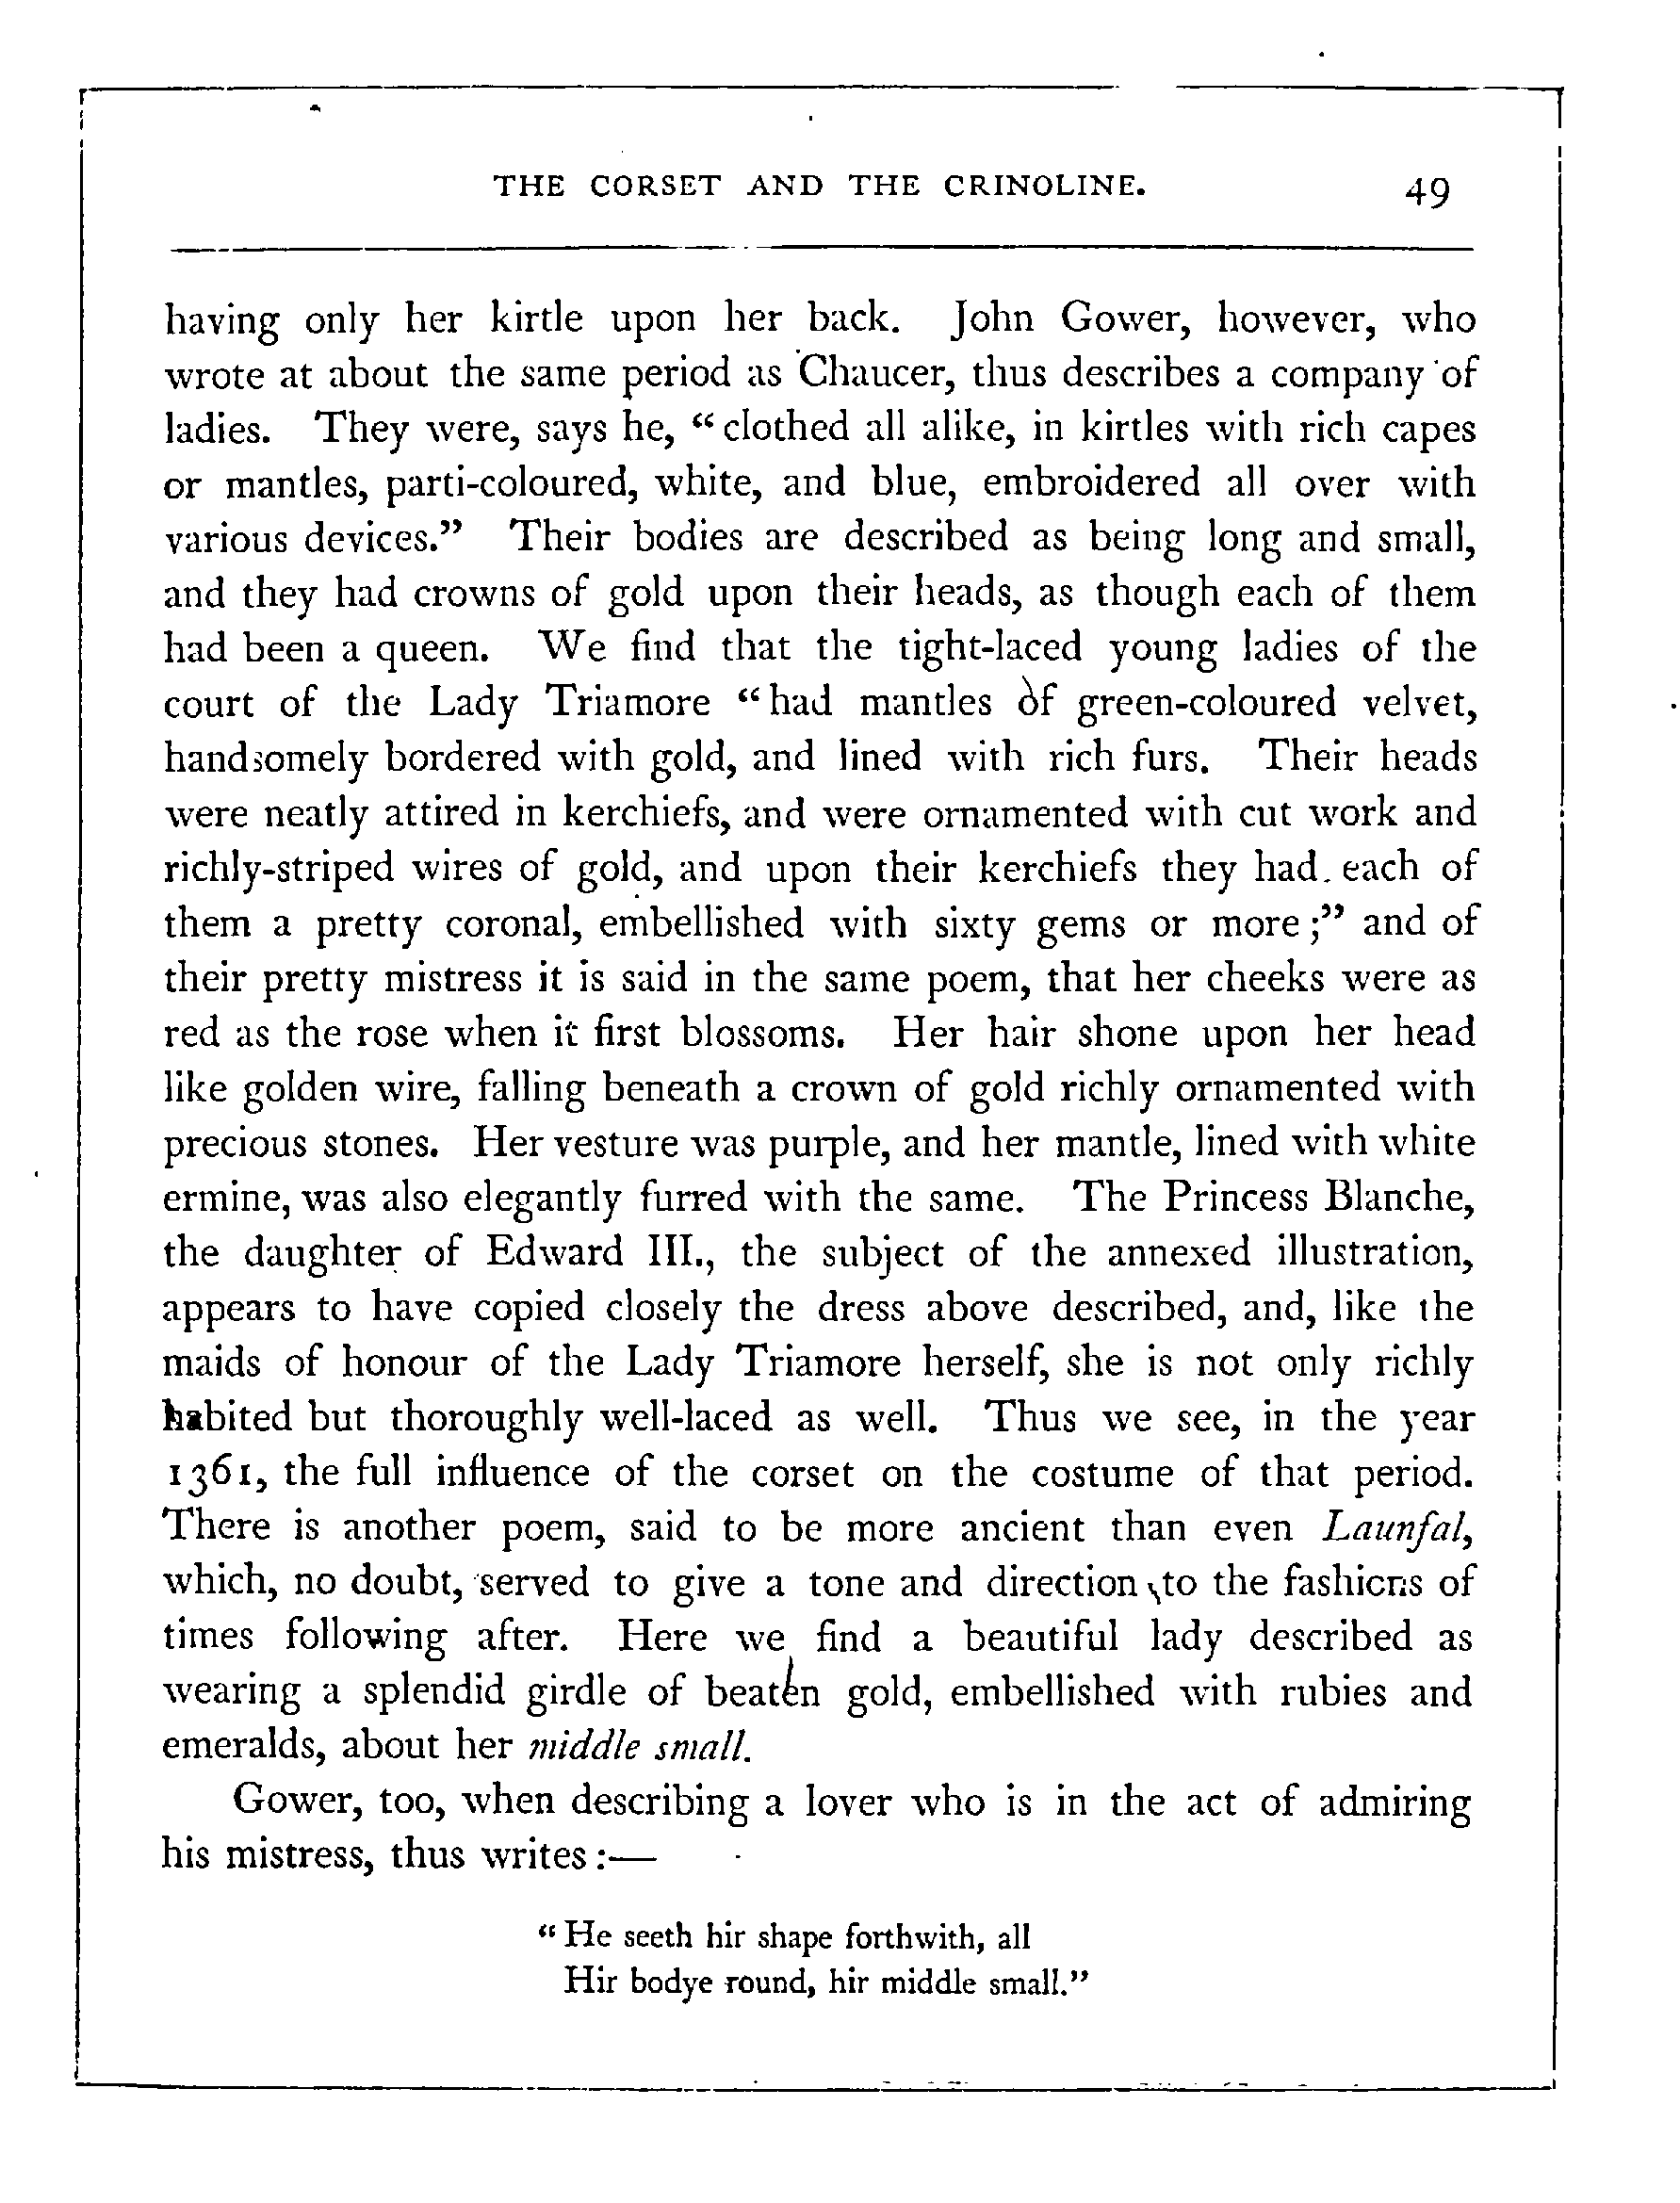 THE CORSET AND THE CRINOLINE. 49
having only her kirtle upon her back. John Gower, however, who
wrote at about the same period as Chaucer, thus describes a company of
ladies. They were, says he, “clothed all alike, in kirtles with rich capes
or mantles, parti-coloured, white, and blue, embroidered all over with
various devices.” Their bodies are described as being long and small,
and they had crowns of gold upon their heads, as though each of them
had been a queen. We find that the tight-laced young ladies of the
court of the Lady Triamore “had mantles of green-coloured velvet,
handsomely bordered with gold, and lined with rich furs. Their heads
were neatly attired in kerchiefs, and were ornamented with cut work and
richly-striped wires of gold, and upon their kerchiefs they had each of
them a pretty coronal, embellished with sixty gems or more;” and of
their pretty mistress it is said in the same poem, that her cheeks were as
red as the rose when it first blossoms. Her hair shone upon her head
like golden wire, falling beneath a crown of gold richly ornamented with
precious stones. Her vesture was purple, and her mantle, lined with white
ermine, was also elegantly furred with the same. The Princess Blanche,
the daughter of Edward III., the subject of the annexed illustration,
appears to have copied closely the dress above described, and, like the
maids of honour of the Lady Triamore herself, she is not only richly
habited but thoroughly well-laced as well. Thus we see, in the year
1361, the full influence of the corset on the costume of that period.
There is another poem, said to be more ancient than even Launfal,
which, no doubt, served to give a tone and direction to the fashions of
times following after. Here we find a beautiful lady described as
wearing a splendid girdle of beaten gold, embellished with rubies and
emeralds, about her middle small.
Gower, too, when describing a lover who is in the act of admiring
his mistress, thus writes:—
“He seeth hir shape forthwith, all
Hir bodye round, hir middle small.”